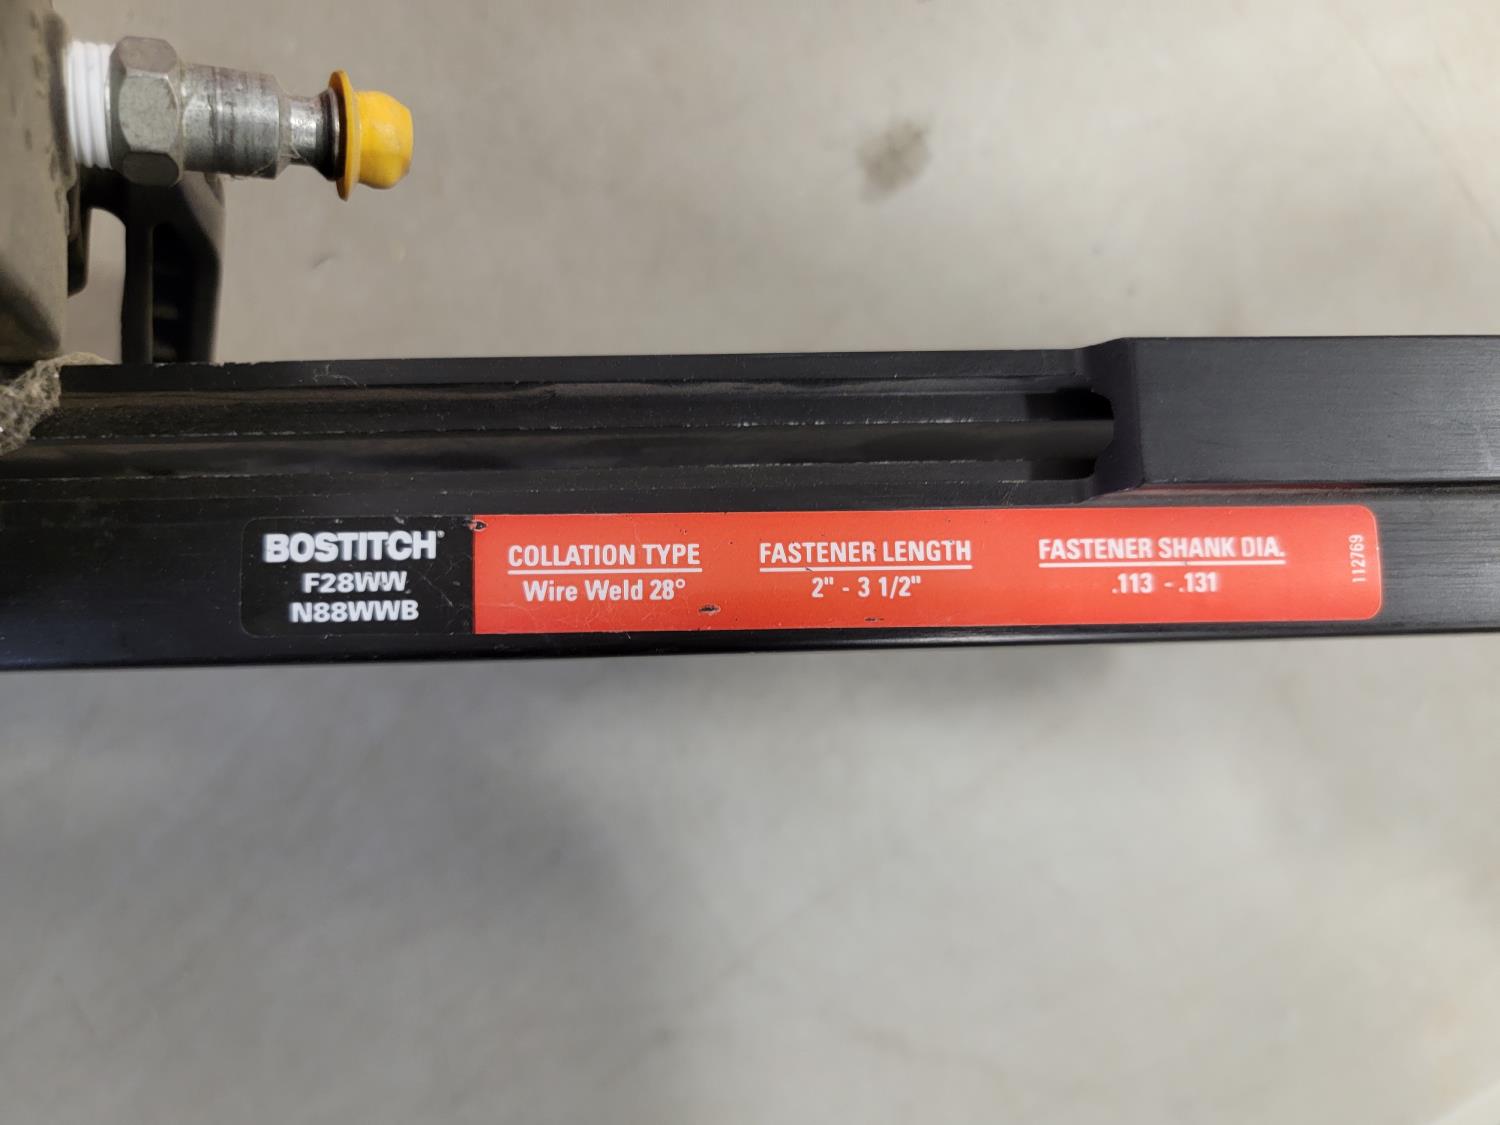 BOSTITCH®
F28WW
N88WWB
COLLATION TYPE
Wire Weld 28°
FASTENER LENGTH
2" - 3 1/2"
FASTENER SHANK DIA.
.113 - .131
112769